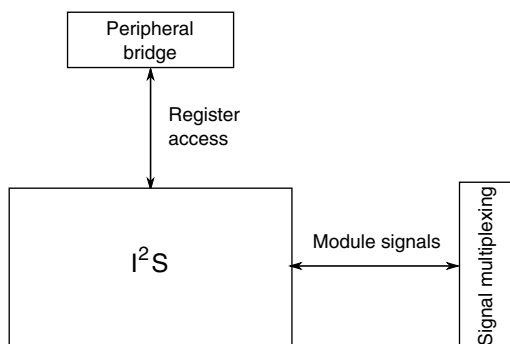 Peripheral
bridge
Register
access
I²S
Module signals
Signal multiplexing